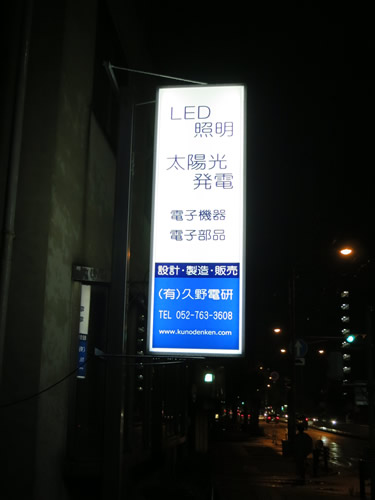 LED
照明
太陽光
発電
電子機器
電子部品
設計・製造・販売
(有)久野電研
TEL 052-763-3608
www.kunodenken.com